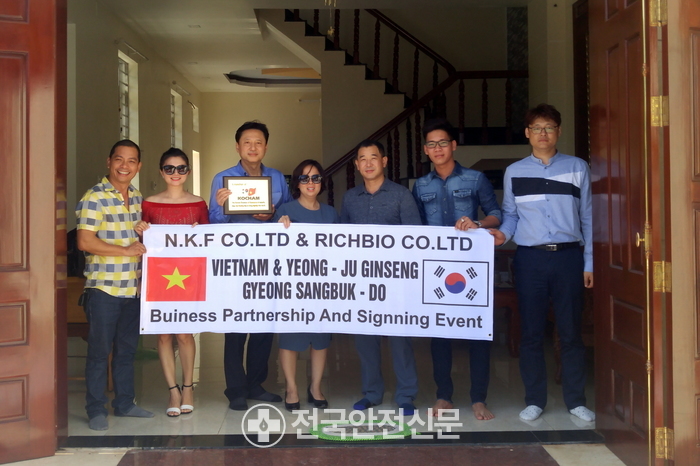 KOCHAM
N.K.F CO.LTD & RICHBIO CO.LTD
VIETNAM & YEONG - JU GINSENG
GYEONG SANGBUK - DO
Buiness Partnership And Signning Event
전국안전신문